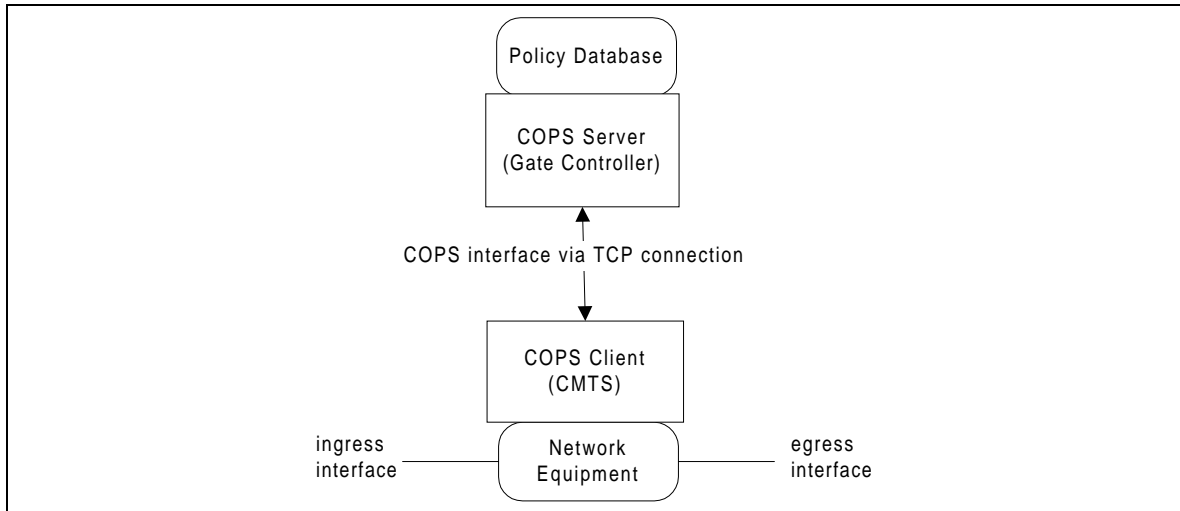 Policy Database
COPS Server
(Gate Controller)
COPS interface via TCP connection
COPS Client
(CMTS)
ingress
interface
Network
Equipment
egress
interface